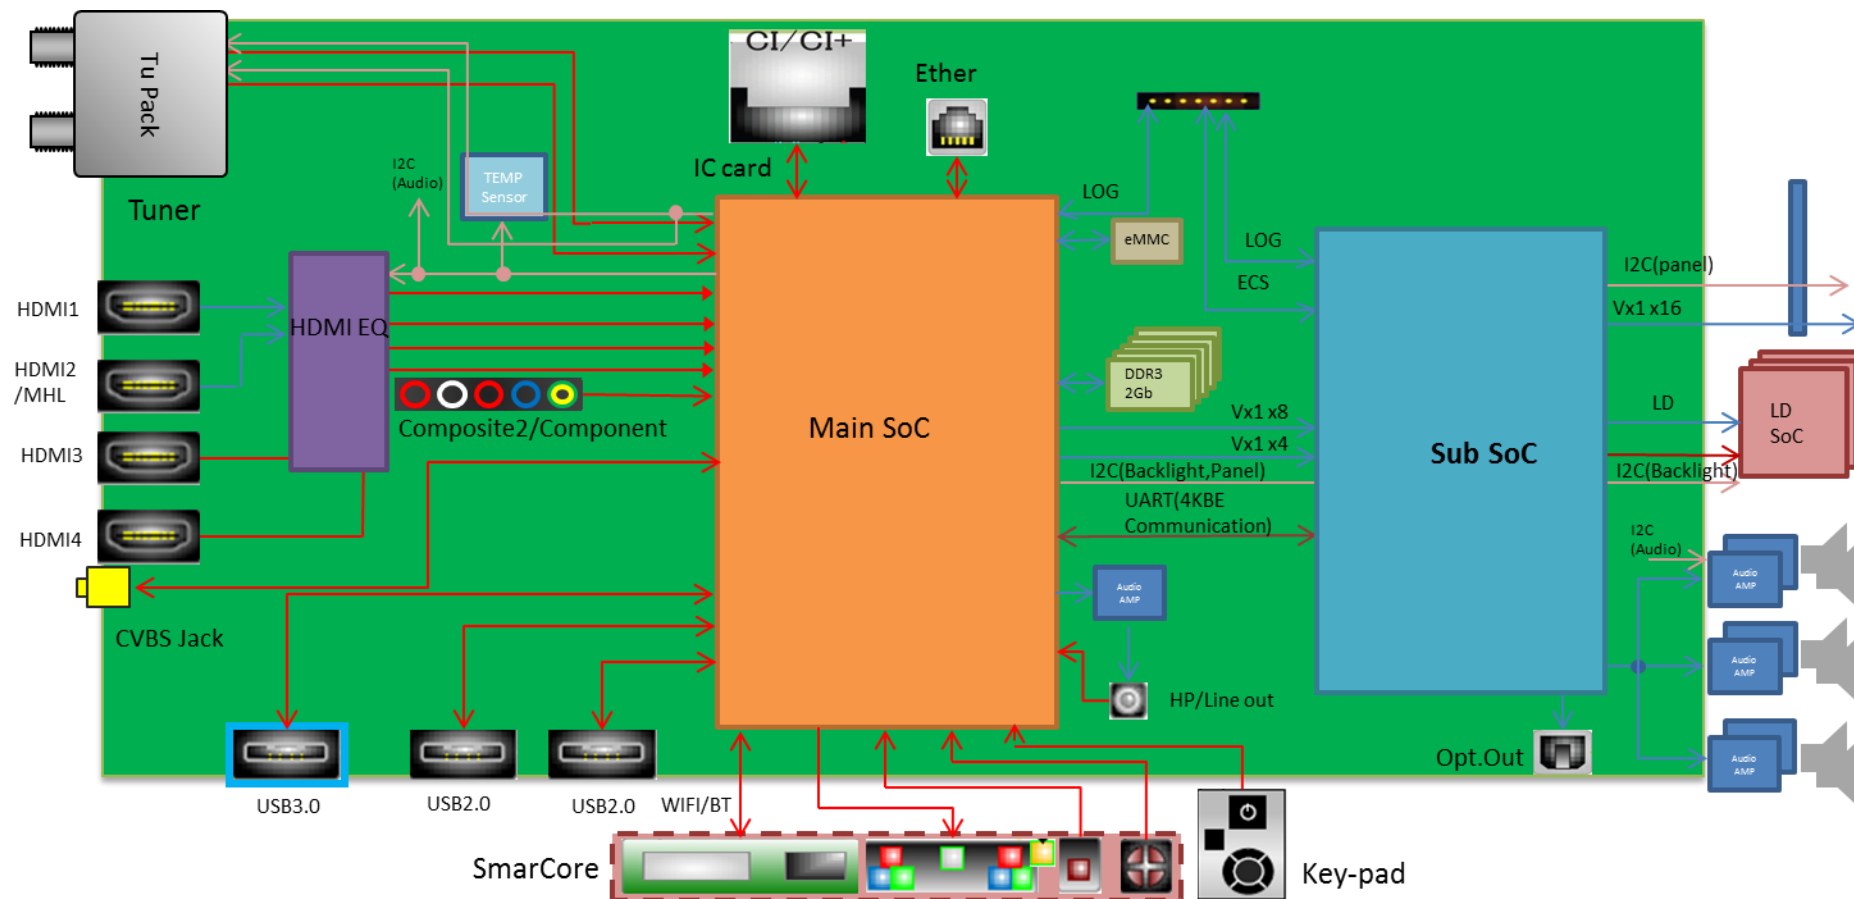 CI/CI+
Ether
Tu Pack
IC card
I2C
(Audio)
TEMP
Sensor
LOG
Tuner
eMMC
LOG
I2C(panel)
ECS
Vx1 x16
HDMI1
HDMI EQ
HDMI2
/MHL
DDR3
2Gb
Vx1 x8
LD
LD
SoC
Composite2/Component
Main SoC
Vx1 x4
Sub SoC
HDMI3
I2C(Backlight,Panel)
I2C(Backlight)
UART(4KBE
Communication)
HDMI4
I2C
(Audio)
Audio
AMP
Audio
AMP
CVBS Jack
Audio
AMP
HP/Line out
Opt.Out
Audio
AMP
USB3.0
USB2.0
USB2.0
WIFI/BT
SmarCore
Key-pad